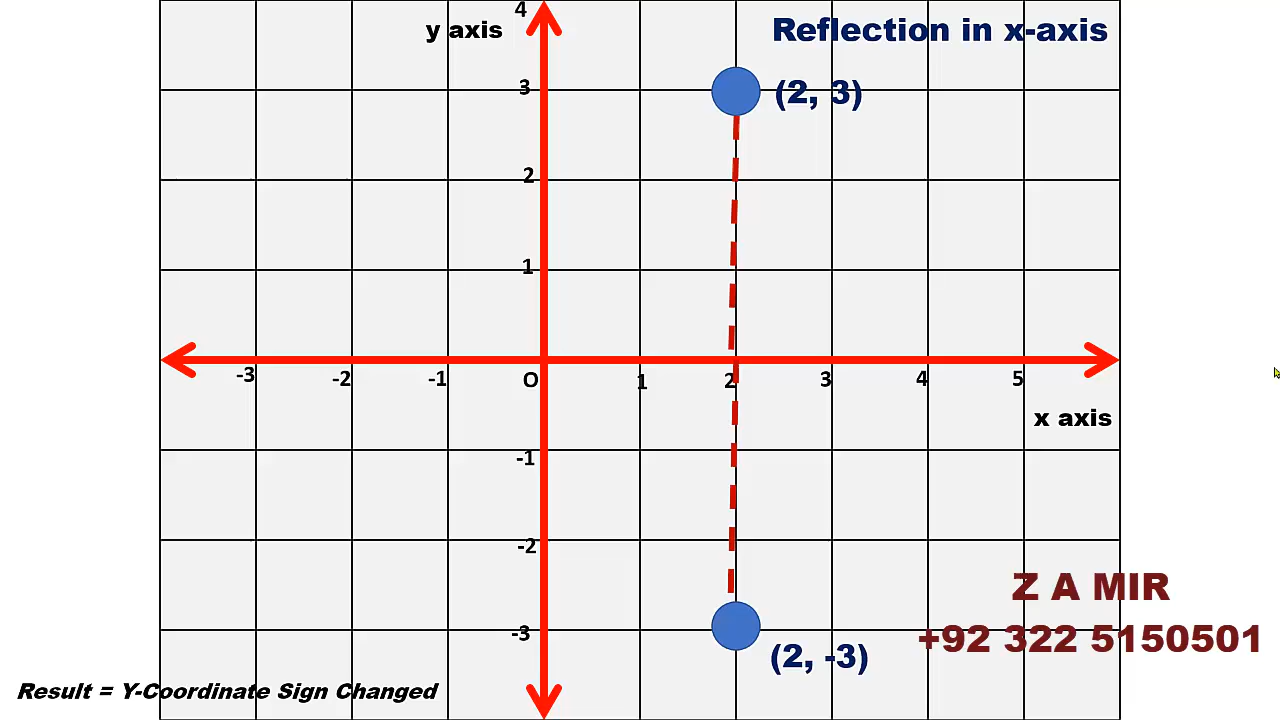 4
y axis
Reflection in x-axis
3
(2, 3)
2
1
-3 -2 -1 O 1 2 3 4 5
x axis
-1
-2
Z A MIR
-3
+92 322 5150501
(2, -3)
Result = Y-Coordinate Sign Changed